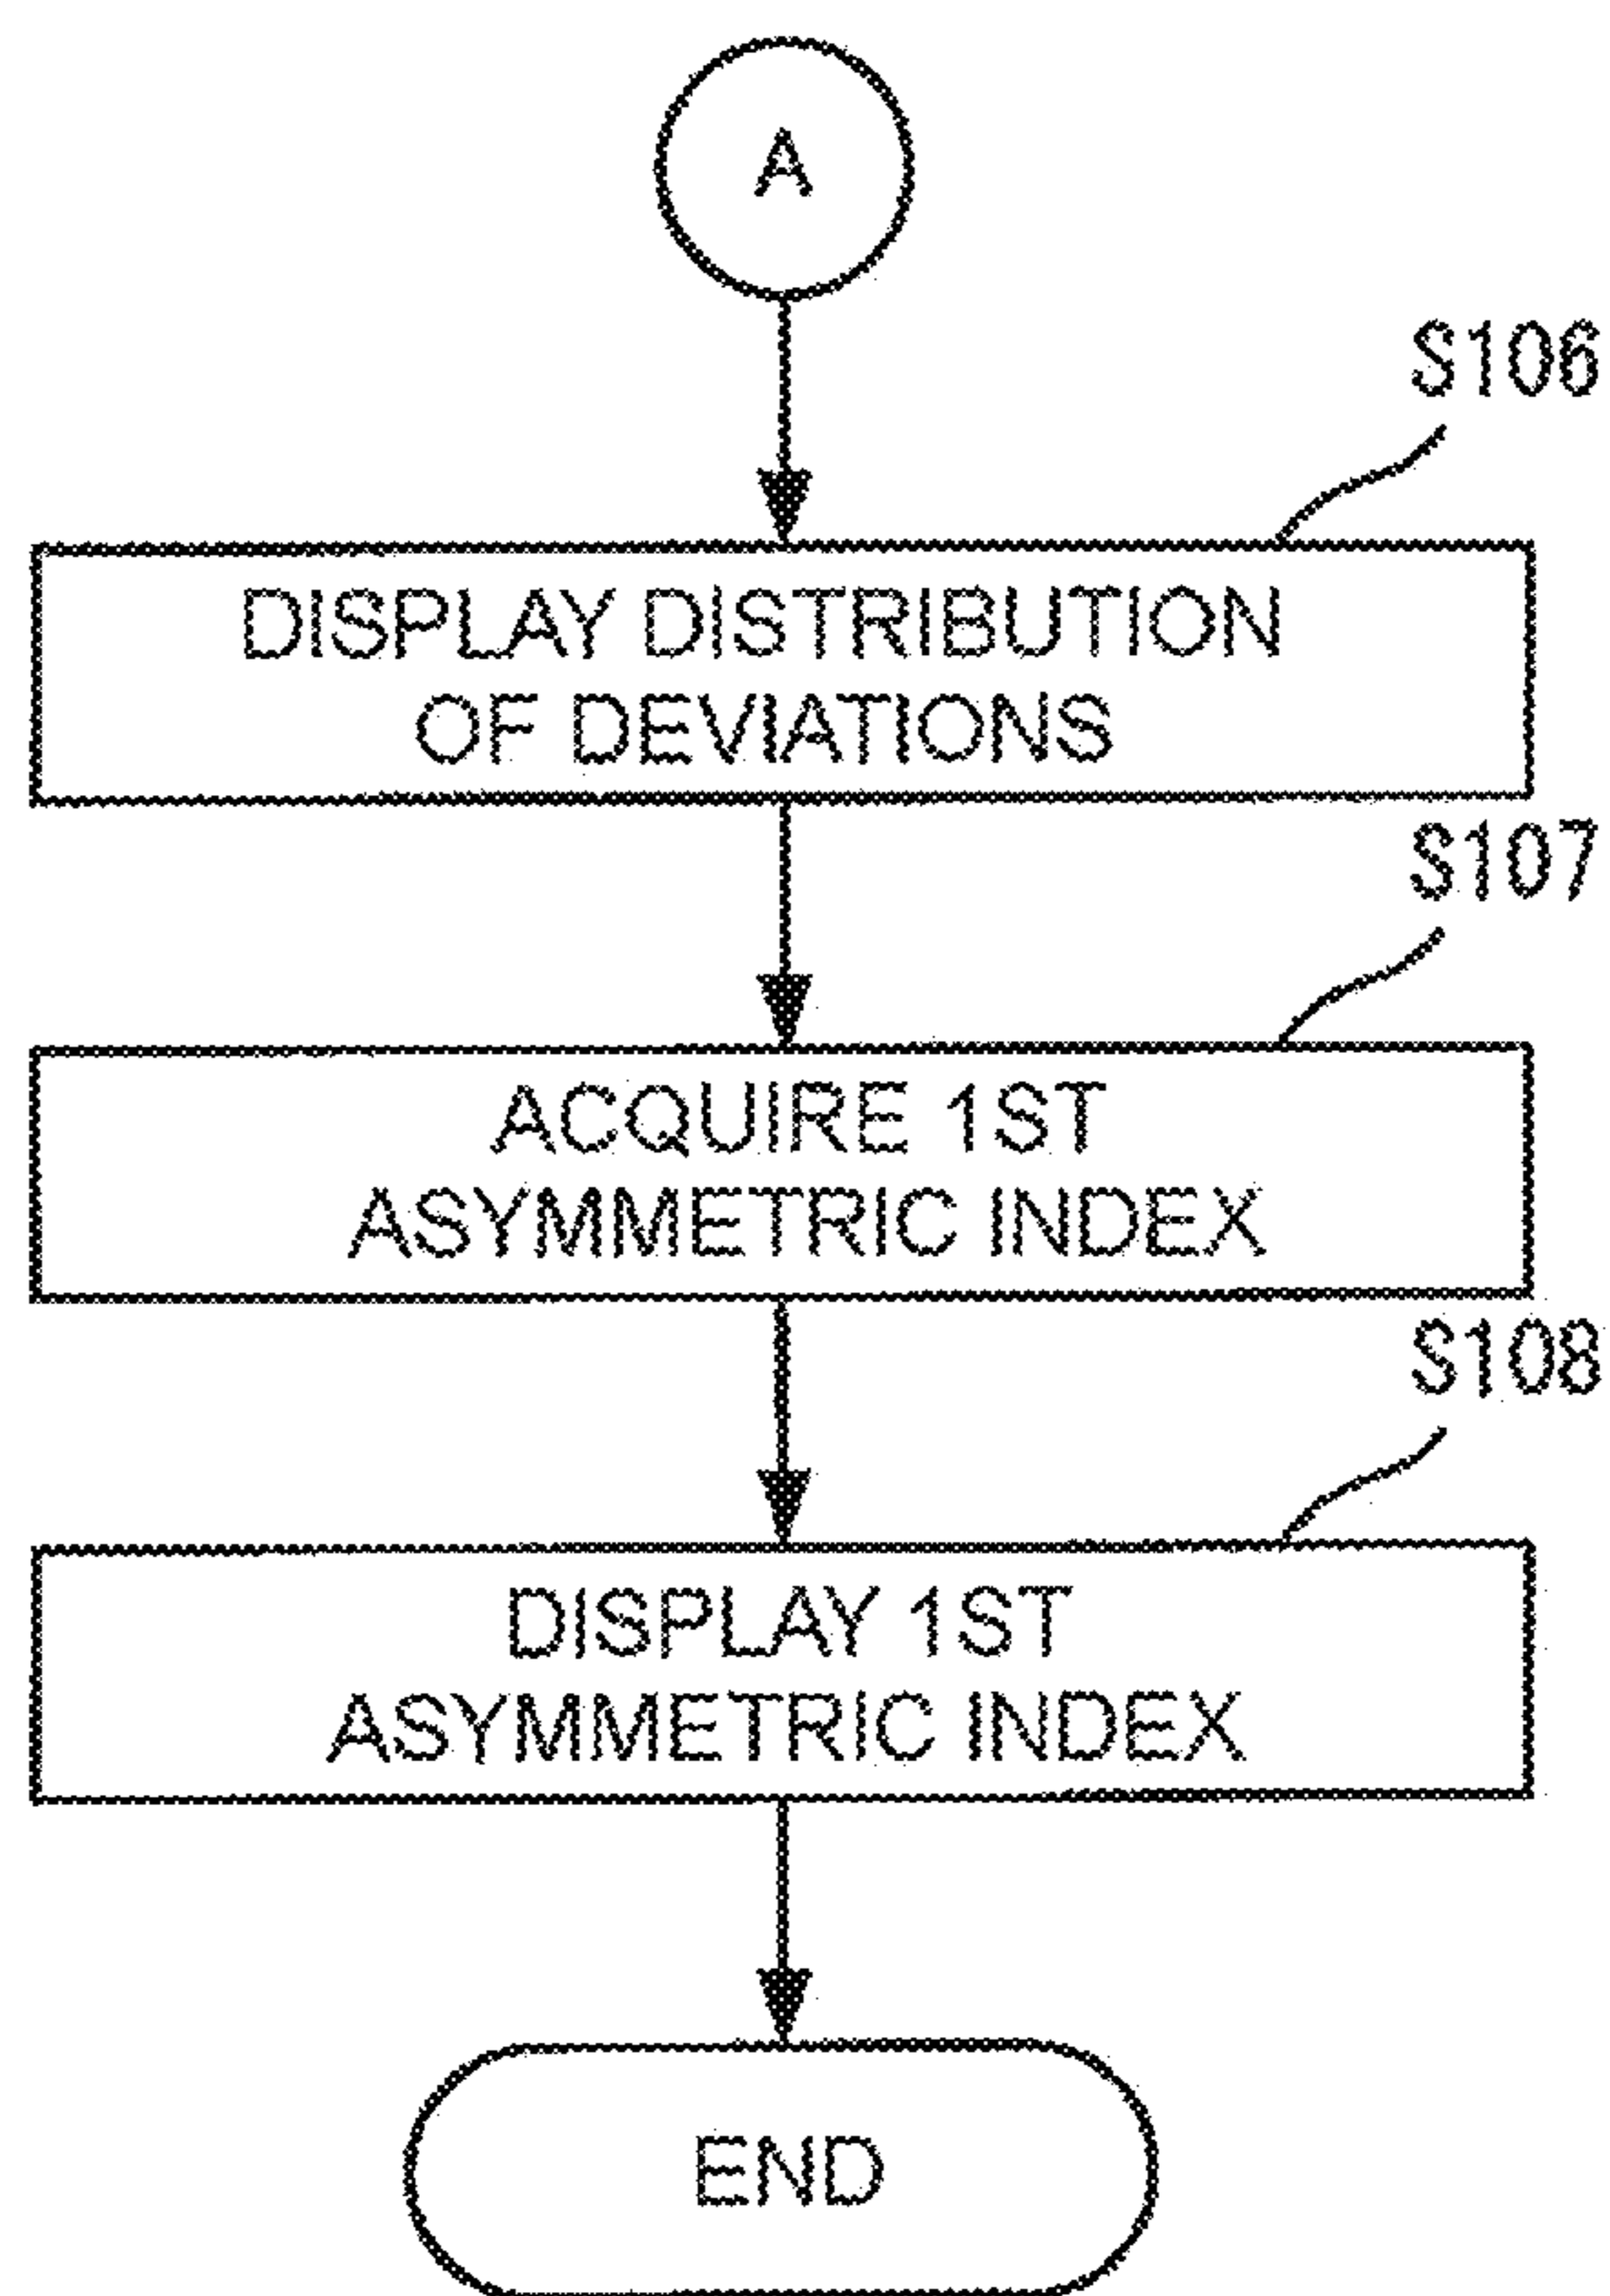 A
S106
DISPLAY DISTRIBUTION
OF DEVIATIONS
S107
ACQUIRE 1ST
ASYMMETRIC INDEX
S108
DISPLAY 1ST
ASYMMETRIC INDEX
END